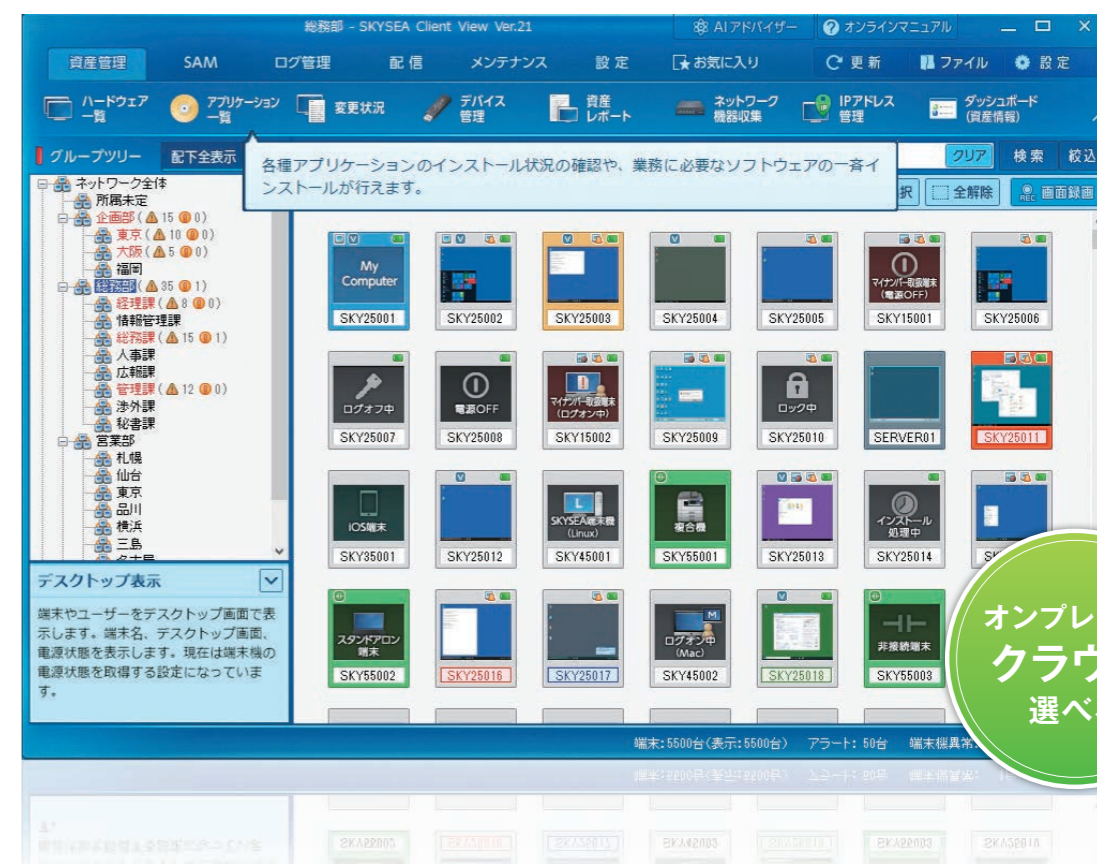 総務部 - SKYSEA Client View Ver.21
AIアドバイザー
オンラインマニュアル
資産管理
SAM
ログ管理
配信
メンテナンス
設定
お気に入り
更新
ファイル
設定
ハードウェア
一覧
アプリケーション
一覧
変更状況
デバイス
管理
資産
レポート
ネットワーク
機器収集
IPアドレス
管理
ダッシュボード
(資産情報)
グループツリー
配下全表示
クリア
検索
絞込
各種アプリケーションのインストール状況の確認や、業務に必要なソフトウェアの一斉イ
ンストールが行えます。
択
全解除
REC 画面録画
ネットワーク全体
所属未定
企画部(15 0)
東京(10 0)
大阪(5 0)
福岡
総務部(35 1)
経理課(8 0)
情報管理課
総務課(15 1)
人事課
広報課
管理課(12 0)
渉外課
秘書課
営業部
札幌
仙台
東京
品川
横浜
三島
デスクトップ表示
端末やユーザーをデスクトップ画面で表
示します。端末名、デスクトップ画面、
電源状態を表示します。現在は端末機の
電源状態を取得する設定になっていま
す。
My
Computer
マイナンバー取扱端末
(電源OFF)
SKY25001
SKY25002
SKY25003
SKY25004
SKY25005
SKY15001
SKY25006
ログオフ中
電源OFF
マイナンバー取扱端末
(ログオン中)
ロック中
SKY25007
SKY25008
SKY15002
SKY25009
SKY25010
SERVER01
SKY25011
iOS端末
SKYSEA端末機
(Linux)
複合機
インストール
処理中
SKY35001
SKY25012
SKY45001
SKY55001
SKY25013
SKY25014
スタンドアロン
端末
ログオン中
(Mac)
非接続端末
SKY55002
SKY25016
SKY25017
SKY45002
SKY25018
SKY55003
オンプレ
クラウ
選べ
端末:5500台(表示:5500台)
アラート: 50台
端末機異常: